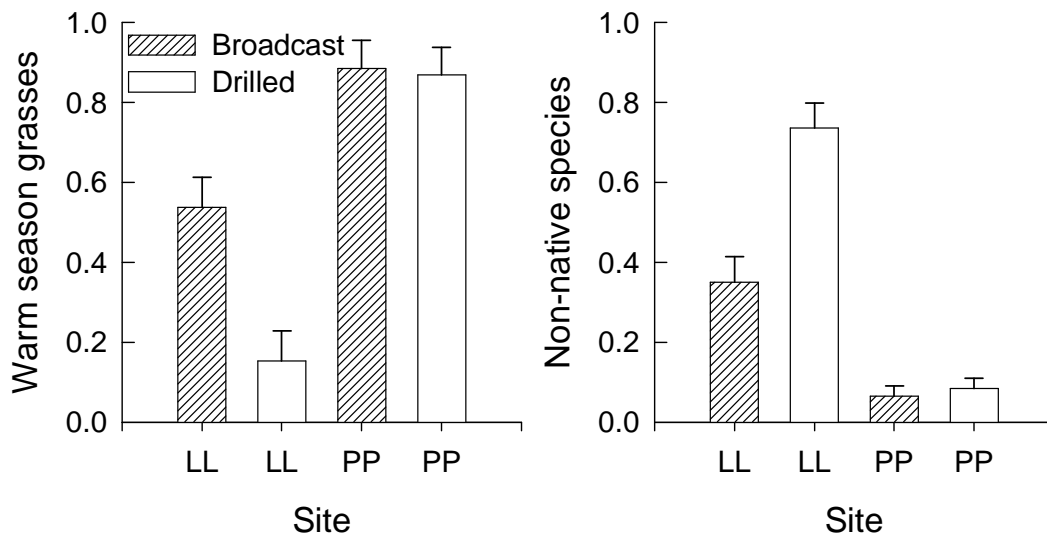 Warm season grasses
1.0
0.8
0.6
0.4
0.2
0.0
Broadcast
Drilled
LL LL PP PP
Site
Non-native species
1.0
0.8
0.6
0.4
0.2
0.0
LL LL PP PP
Site